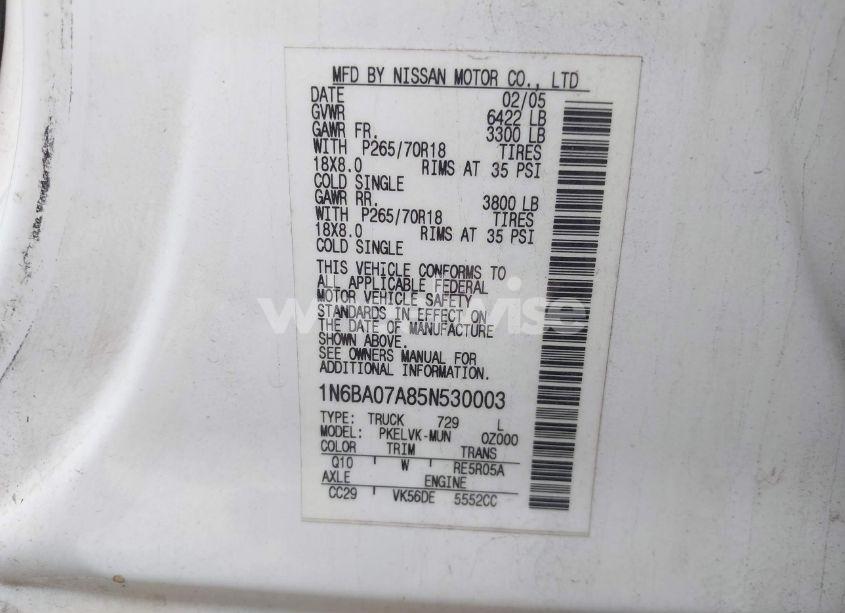 MFD BY NISSAN MOTOR CO., LTD
DATE 02/05
GVWR 6422 LB
GAWR FR. 3300 LB
WITH P265/70R18 TIRES
18X8.0 RIMS AT 35 PSI
COLD SINGLE
GAWR RR. 3800 LB
WITH P265/70R18 TIRES
18X8.0 RIMS AT 35 PSI
COLD SINGLE
THIS VEHICLE CONFORMS TO
ALL APPLICABLE FEDERAL
MOTOR VEHICLE SAFETY
STANDARDS IN EFFECT ON
THE DATE OF MANUFACTURE
SHOWN ABOVE.
SEE OWNERS MANUAL FOR
ADDITIONAL INFORMATION.
1N6BA07A85N530003
TYPE: TRUCK 729 L
MODEL: PKELVK-MUN 0Z000
COLOR TRIM TRANS
Q10 W RE5R05A
AXLE ENGINE
CC29 VK56DE 5552CC